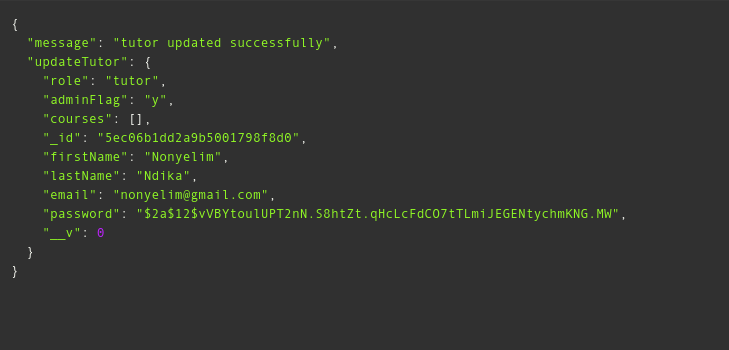 {
"message": "tutor updated successfully",
"updateTutor": {
"role": "tutor",
"adminFlag": "y",
"courses": [],
"_id": "5ec06b1dd2a9b5001798f8d0",
"firstName": "Nonyelim",
"lastName": "Ndika",
"email": "nonyelim@gmail.com",
"password": "$2a$12$vVBYtoulUPT2nN.S8htZt.qHcLcFdCO7tTLmiJEGENtychmKNG.MW",
"__v": 0
}
}